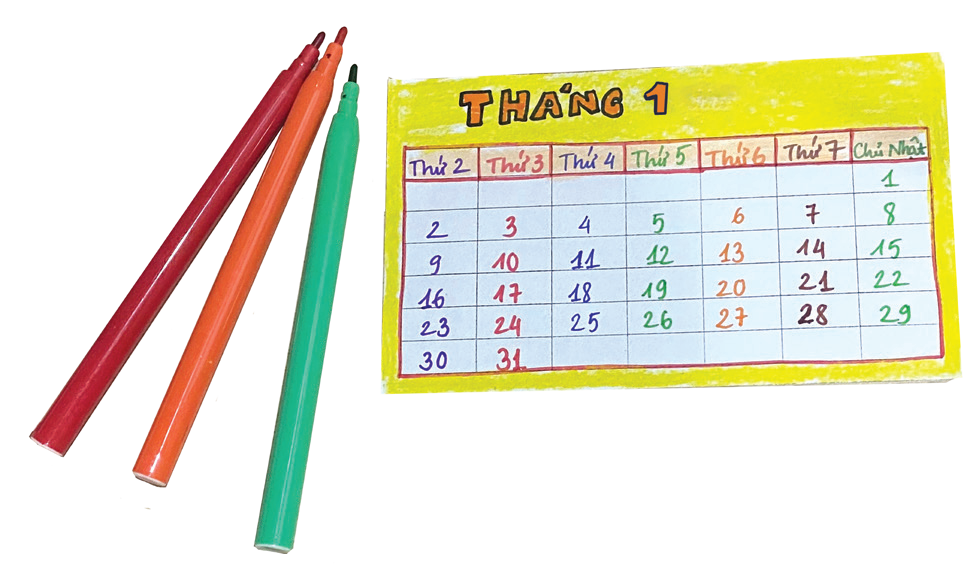 THÁNG 1
Thứ 2 Thứ 3 Thứ 4 Thứ 5 Thứ 6 Thứ 7 Chủ Nhật
1
2 3 4 5 6 7 8
9 10 11 12 13 14 15
16 17 18 19 20 21 22
23 24 25 26 27 28 29
30 31